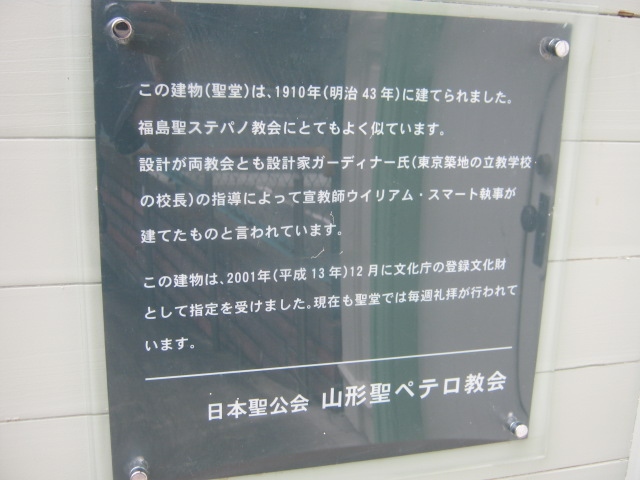 この建物(聖堂)は、1910年(明治43年)に建てられました。
福島聖ステパノ教会にとてもよく似ています。
設計が両教会とも設計家ガーディナー氏(東京築地の立教学校
の校長)の指導によって宣教師ウイリアム・スマート執事が
建てたものと言われています。
この建物は、2001年(平成13年)12月に文化庁の登録文化財
として指定を受けました。現在も聖堂では毎週礼拝が行われて
います。
日本聖公会 山形聖ペテロ教会